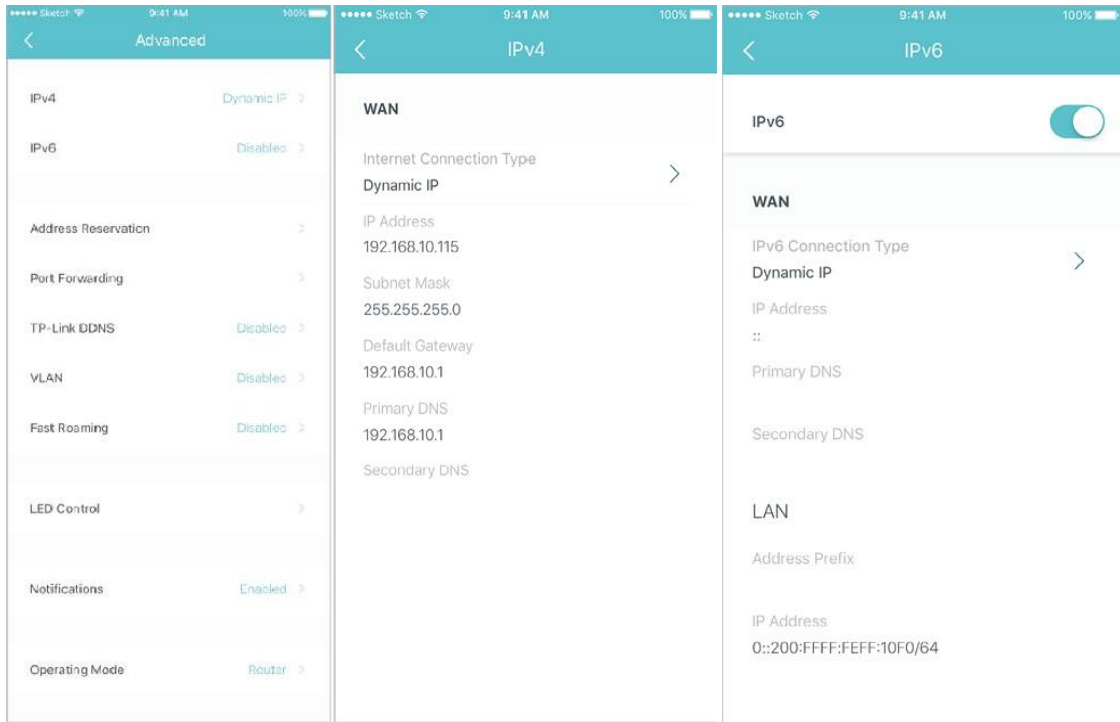 Sketch 9:41 AM 100%
Advanced
IPv4 Dynamic IP
IPv6 Disabled
Address Reservation
Port Forwarding
TP-Link DDNS Disabled
VLAN Disabled
Fast Roaming Disabled
LED Control
Notifications Enabled
Operating Mode Router
Sketch 9:41 AM 100%
IPv4
WAN
Internet Connection Type
Dynamic IP
IP Address
192.168.10.115
Subnet Mask
255.255.255.0
Default Gateway
192.168.10.1
Primary DNS
192.168.10.1
Secondary DNS
Sketch 9:41 AM 100%
IPv6
IPv6
WAN
IPv6 Connection Type
Dynamic IP
IP Address
::
Primary DNS
Secondary DNS
LAN
Address Prefix
IP Address
0::200:FFFF:FEFF:10F0/64